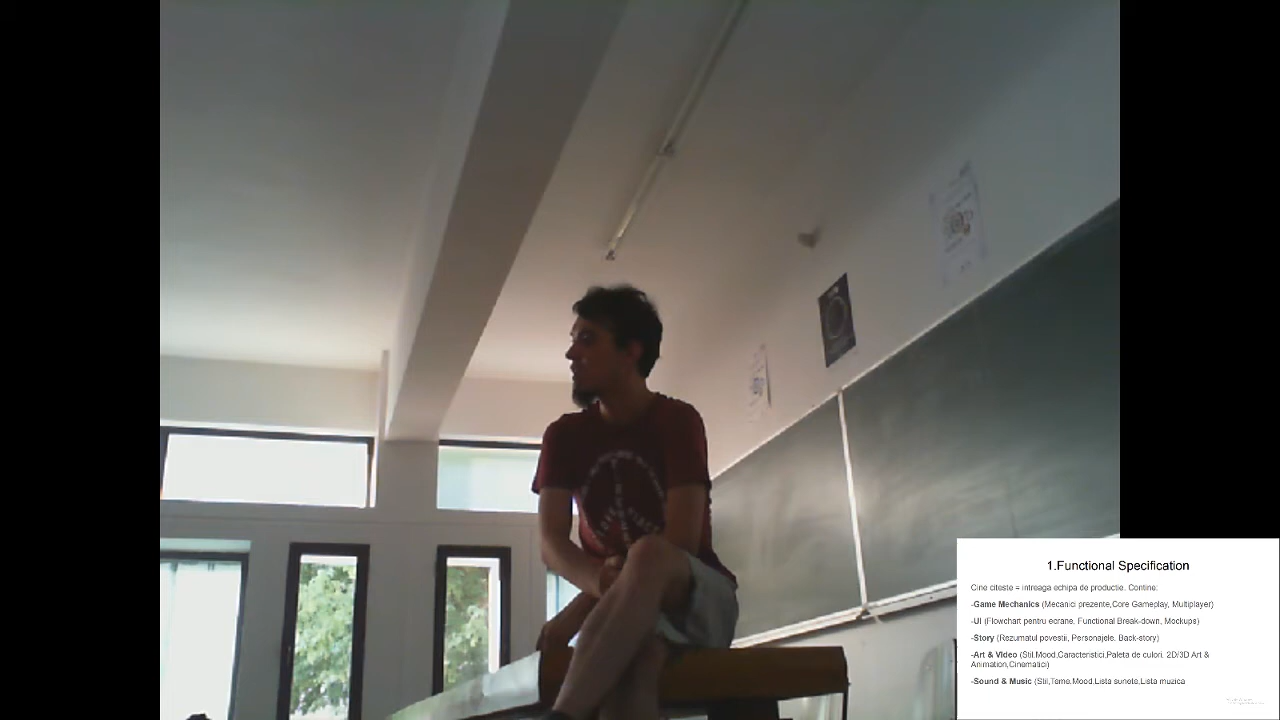 1.Functional Specification
Cine citeste = intreaga echipa de productie. Contine:
-Game Mechanics (Mecanici prezente,Core Gameplay, Multiplayer)
-UI (Flowchart pentru ecrane, Functional Break-down, Mockups)
-Story (Rezumatul povestii, Personajele, Back-story)
-Art & Video (Stil,Mood,Caracteristici,Paleta de culori, 2D/3D Art &
Animation,Cinematici)
-Sound & Music (Stil,Teme,Mood,Lista sunete,Lista muzica